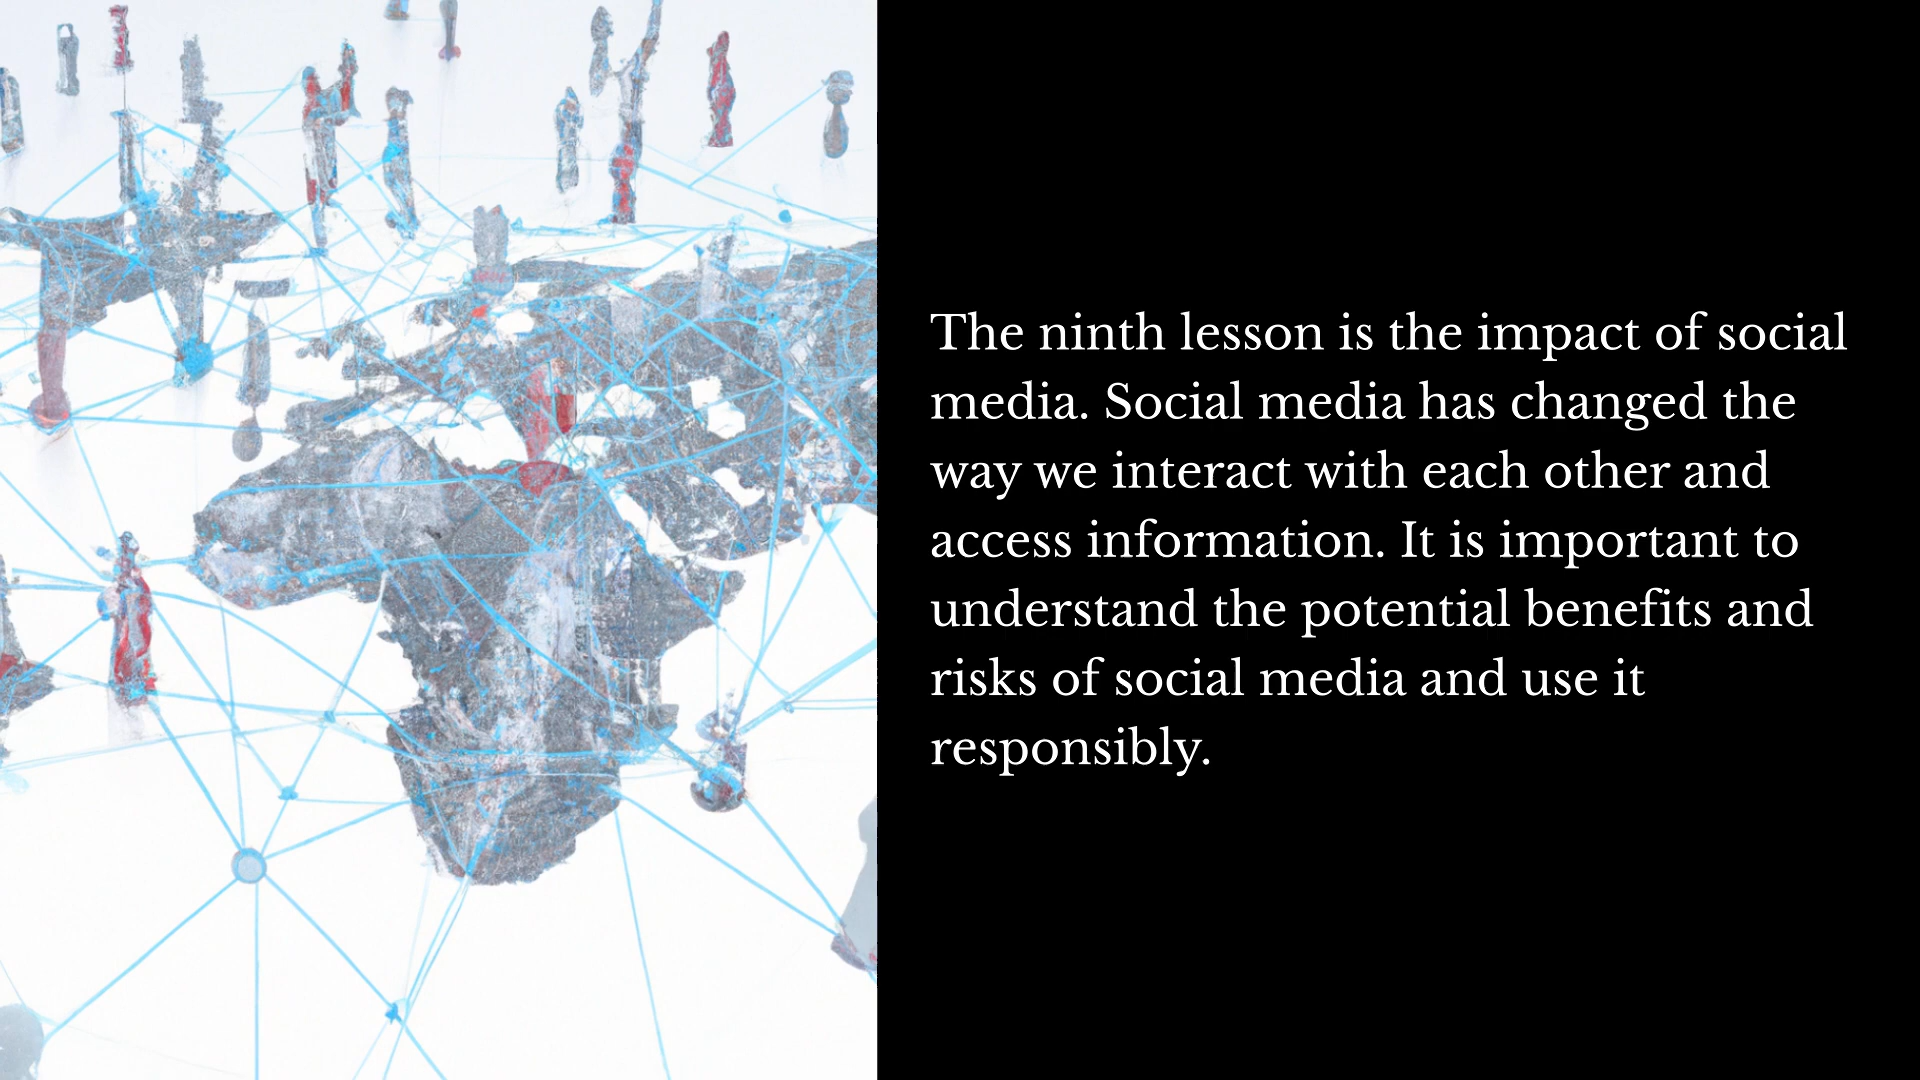 The ninth lesson is the impact of social
media. Social media has changed the
way we interact with each other and
access information. It is important to
understand the potential benefits and
risks of social media and use it
responsibly.